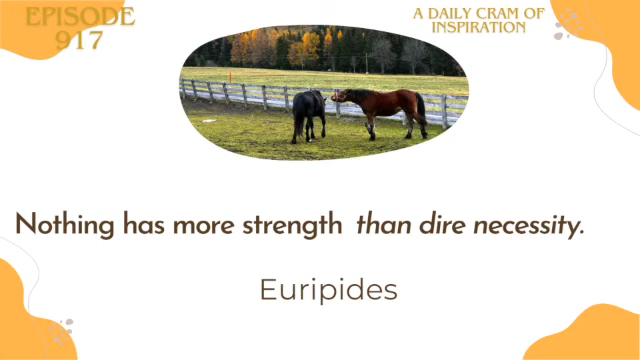 EPISODE
917
A DAILY CRAM OF
INSPIRATION
Nothing has more strength than dire necessity.
Euripides